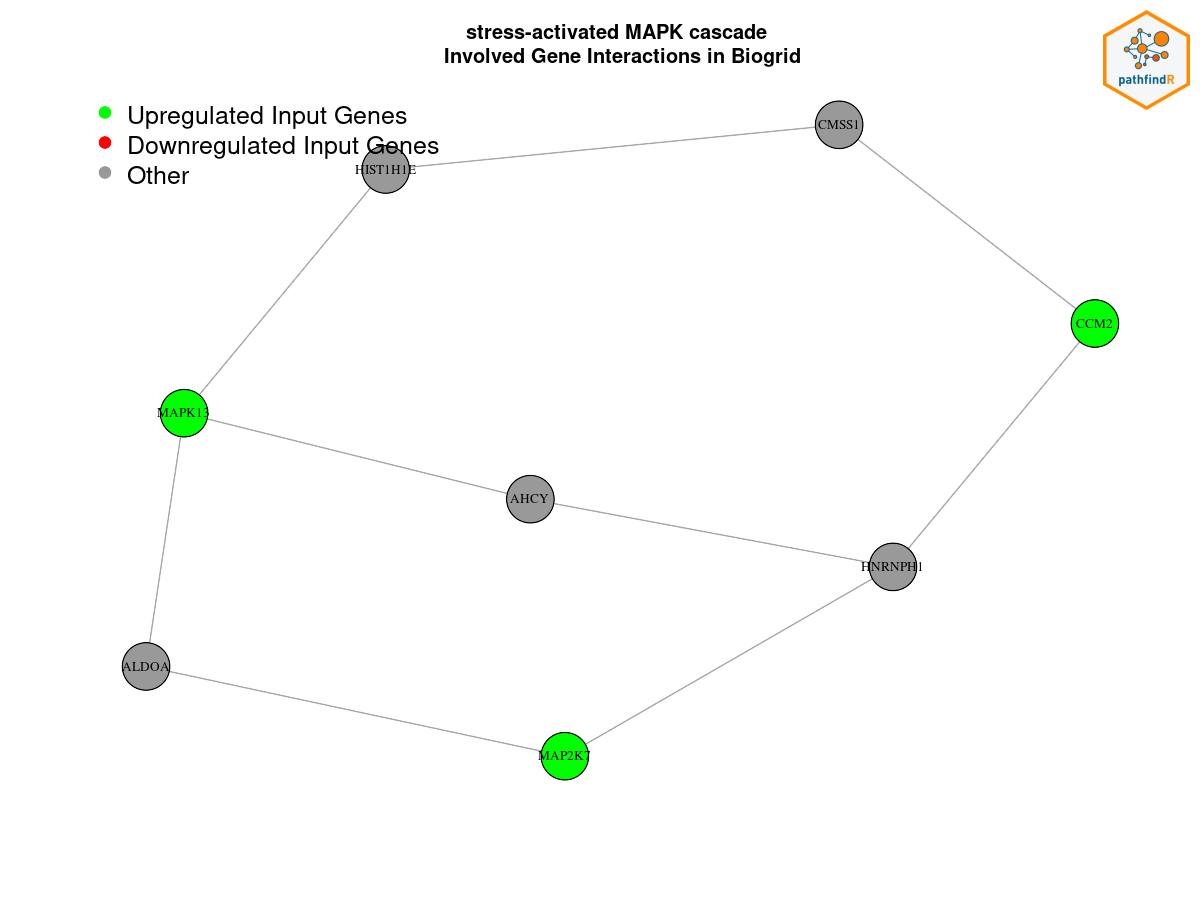 stress-activated MAPK cascade
Involved Gene Interactions in Biogrid
pathfindR
Upregulated Input Genes
Downregulated Input Genes
Other
CMSS1
HIST1H1E
CCM2
MAPK13
AHCY
HNRNPH1
ALDOA
MAP2K7